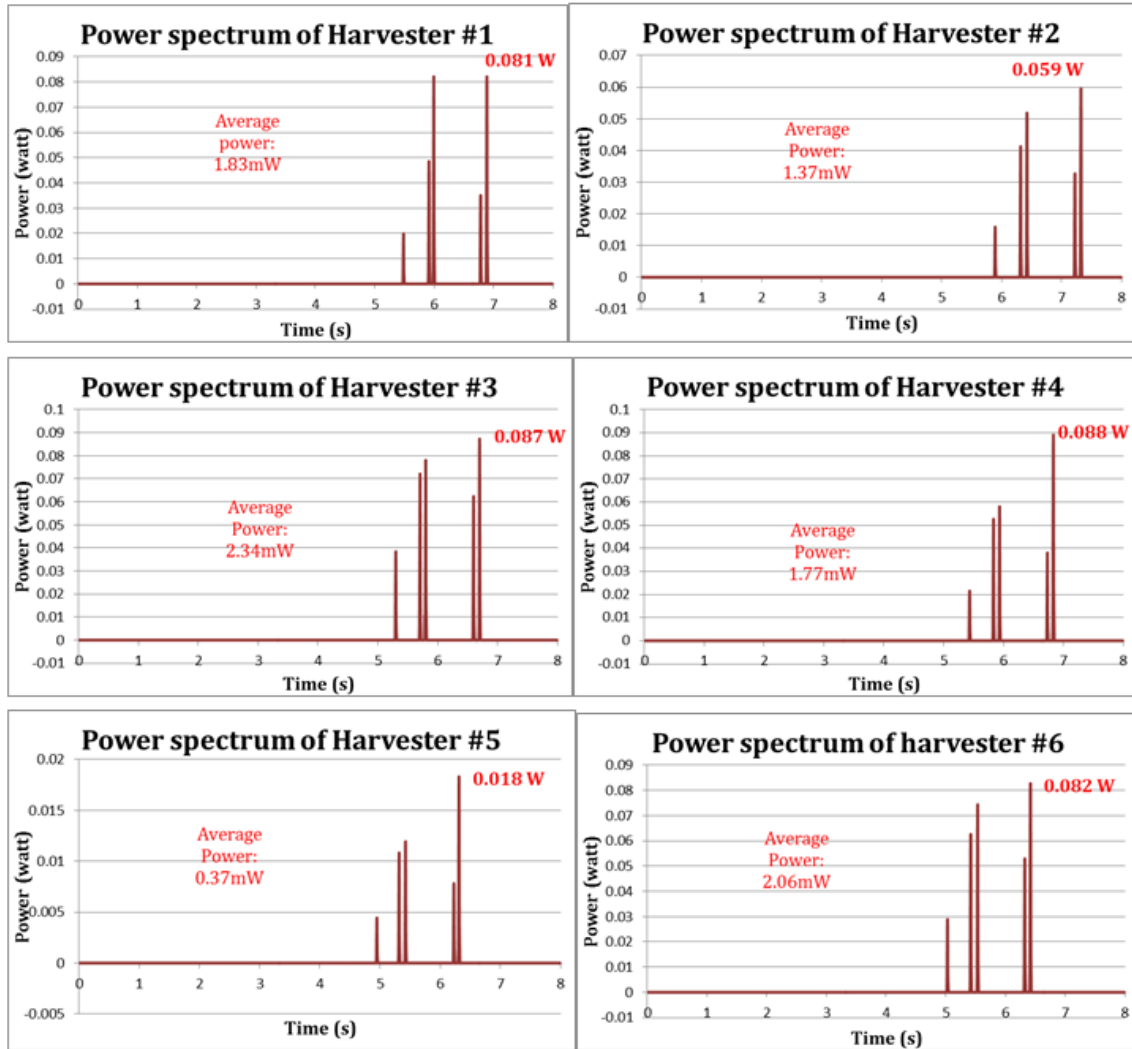 Power spectrum of Harvester #1
0.081 W
Average
power:
1.83mW
Power (watt)
0.09
0.08
0.07
0.06
0.05
0.04
0.03
0.02
0.01
0
-0.01
0 1 2 3 4 5 6 7 8
Time (s)
Power spectrum of Harvester #2
0.059 W
Average
Power:
1.37mW
Power (watt)
0.07
0.06
0.05
0.04
0.03
0.02
0.01
0
-0.01
0 1 2 3 4 5 6 7 8
Time (s)
Power spectrum of Harvester #3
0.087 W
Average
Power:
2.34mW
Power (watt)
0.1
0.09
0.08
0.07
0.06
0.05
0.04
0.03
0.02
0.01
0
-0.01
0 1 2 3 4 5 6 7 8
Time (s)
Power spectrum of Harvester #4
0.088 W
Average
Power:
1.77mW
Power (watt)
0.1
0.09
0.08
0.07
0.06
0.05
0.04
0.03
0.02
0.01
0
-0.01
0 1 2 3 4 5 6 7 8
Time (s)
Power spectrum of Harvester #5
0.018 W
Average
Power:
0.37mW
Power (watt)
0.02
0.015
0.01
0.005
0
-0.005
0 1 2 3 4 5 6 7 8
Time (s)
Power spectrum of harvester #6
0.082 W
Average
Power:
2.06mW
Power (watt)
0.09
0.08
0.07
0.06
0.05
0.04
0.03
0.02
0.01
0
-0.01
0 1 2 3 4 5 6 7 8
Time (s)